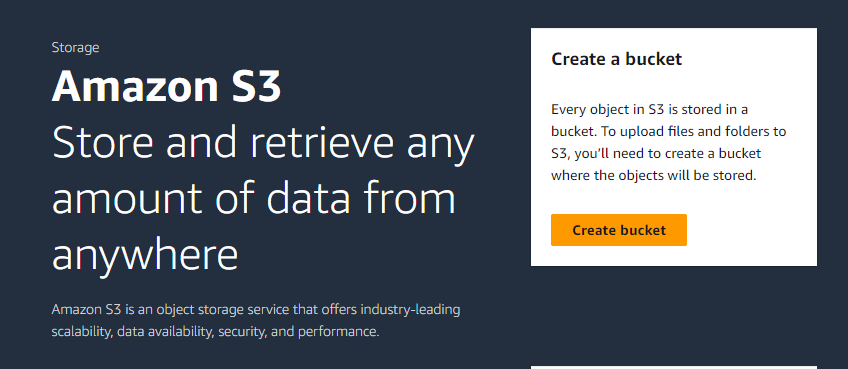 Storage
Amazon S3
Store and retrieve any
amount of data from
anywhere
Amazon S3 is an object storage service that offers industry-leading
scalability, data availability, security, and performance.
Create a bucket
Every object in S3 is stored in a
bucket. To upload files and folders to
S3, you’ll need to create a bucket
where the objects will be stored.
Create bucket